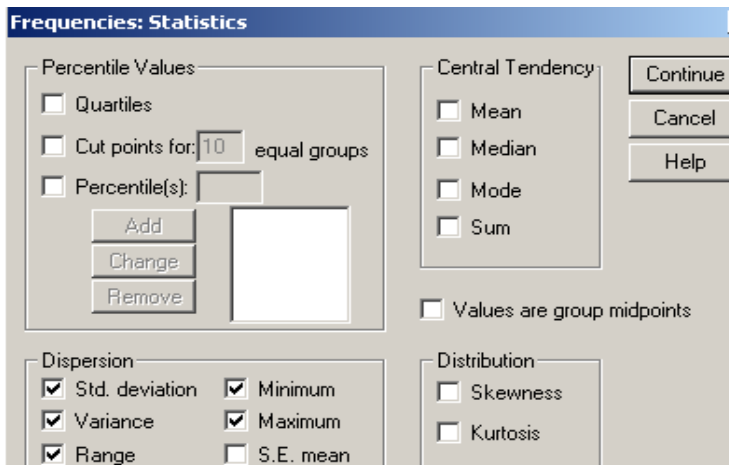 Frequencies: Statistics
Percentile Values
Quartiles
Cut points for: 10 equal groups
Percentile(s):
Add
Change
Remove
Central Tendency
Mean
Median
Mode
Sum
Continue
Cancel
Help
Values are group midpoints
Dispersion
Std. deviation Minimum
Variance Maximum
Range S.E. mean
Distribution
Skewness
Kurtosis